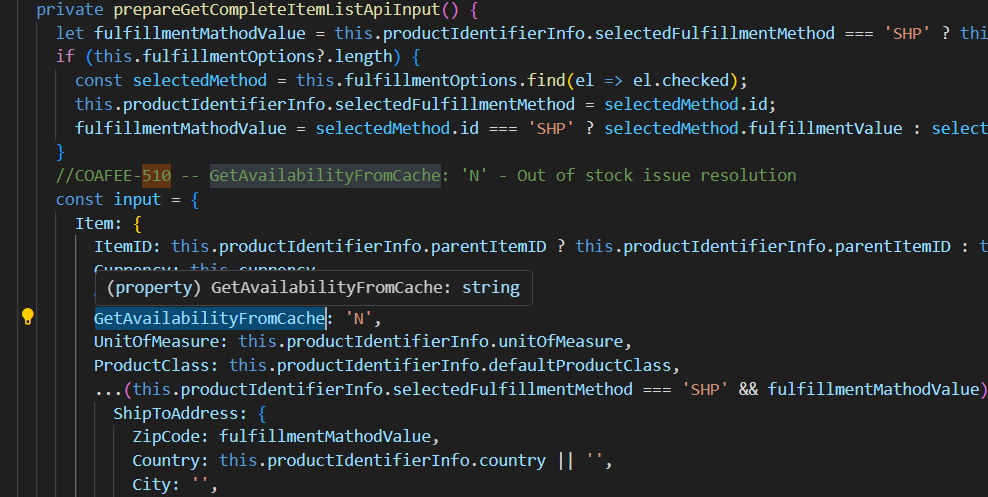 private prepareGetCompleteItemListApiInput() {
let fulfillmentMathodValue = this.productIdentifierInfo.selectedFulfillmentMethod === 'SHP' ? thi
if (this.fulfillmentOptions?.length) {
const selectedMethod = this.fulfillmentOptions.find(el => el.checked);
this.productIdentifierInfo.selectedFulfillmentMethod = selectedMethod.id;
fulfillmentMathodValue = selectedMethod.id === 'SHP' ? selectedMethod.fulfillmentValue : select
}
//COAFEE-510 -- GetAvailabilityFromCache: 'N' - Out of stock issue resolution
const input = {
Item: {
ItemID: this.productIdentifierInfo.parentItemID ? this.productIdentifierInfo.parentItemID : t
Currency: this.currency
(property) GetAvailabilityFromCache: string
GetAvailabilityFromCache: 'N',
UnitOfMeasure: this.productIdentifierInfo.unitOfMeasure,
ProductClass: this.productIdentifierInfo.defaultProductClass,
...(this.productIdentifierInfo.selectedFulfillmentMethod === 'SHP' && fulfillmentMathodValue)
ShipToAddress: {
ZipCode: fulfillmentMathodValue,
Country: this.productIdentifierInfo.country || '',
City: '',